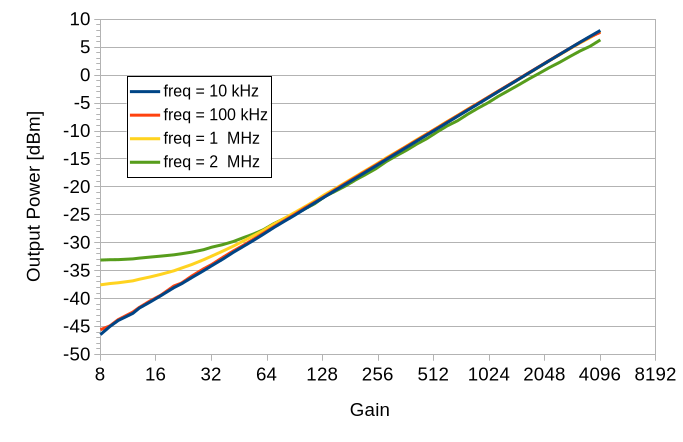 10
5
0
-5
-10
-15
-20
-25
-30
-35
-40
-45
-50
Output Power [dBm]
freq = 10 kHz
freq = 100 kHz
freq = 1 MHz
freq = 2 MHz
8 16 32 64 128 256 512 1024 2048 4096 8192
Gain